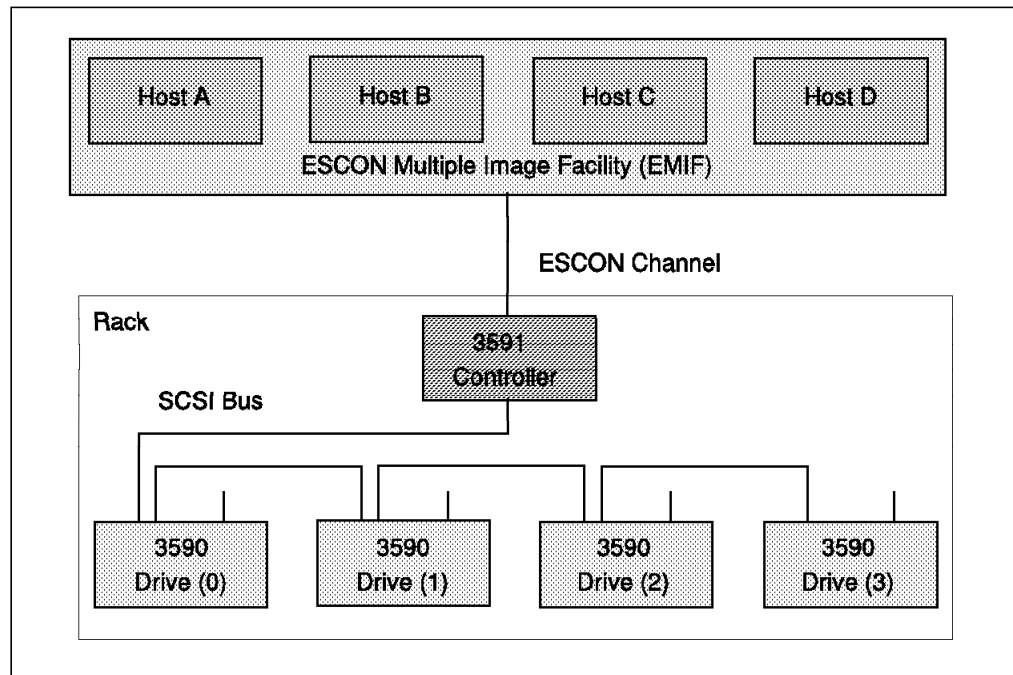 Host A
Host B
Host C
Host D
ESCON Multiple Image Facility (EMIF)
ESCON Channel
Rack
3591
Controller
SCSI Bus
3590
Drive (0)
3590
Drive (1)
3590
Drive (2)
3590
Drive (3)